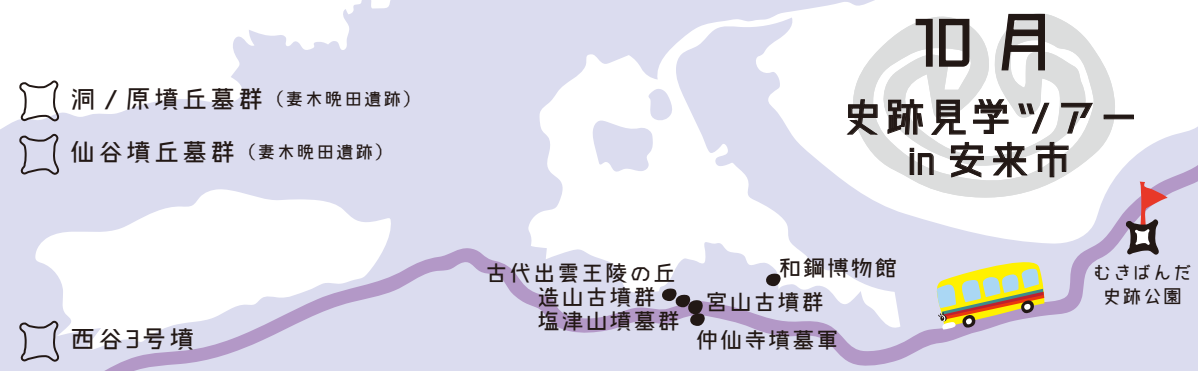 10月
史跡見学ツアー
in 安来市
洞ノ原墳丘墓群（妻木晩田遺跡）
仙谷墳丘墓群（妻木晩田遺跡）
西谷3号墳
古代出雲王陵の丘
造山古墳群
塩津山墳墓群
和鋼博物館
宮山古墳群
仲仙寺墳墓軍
むきばんだ
史跡公園